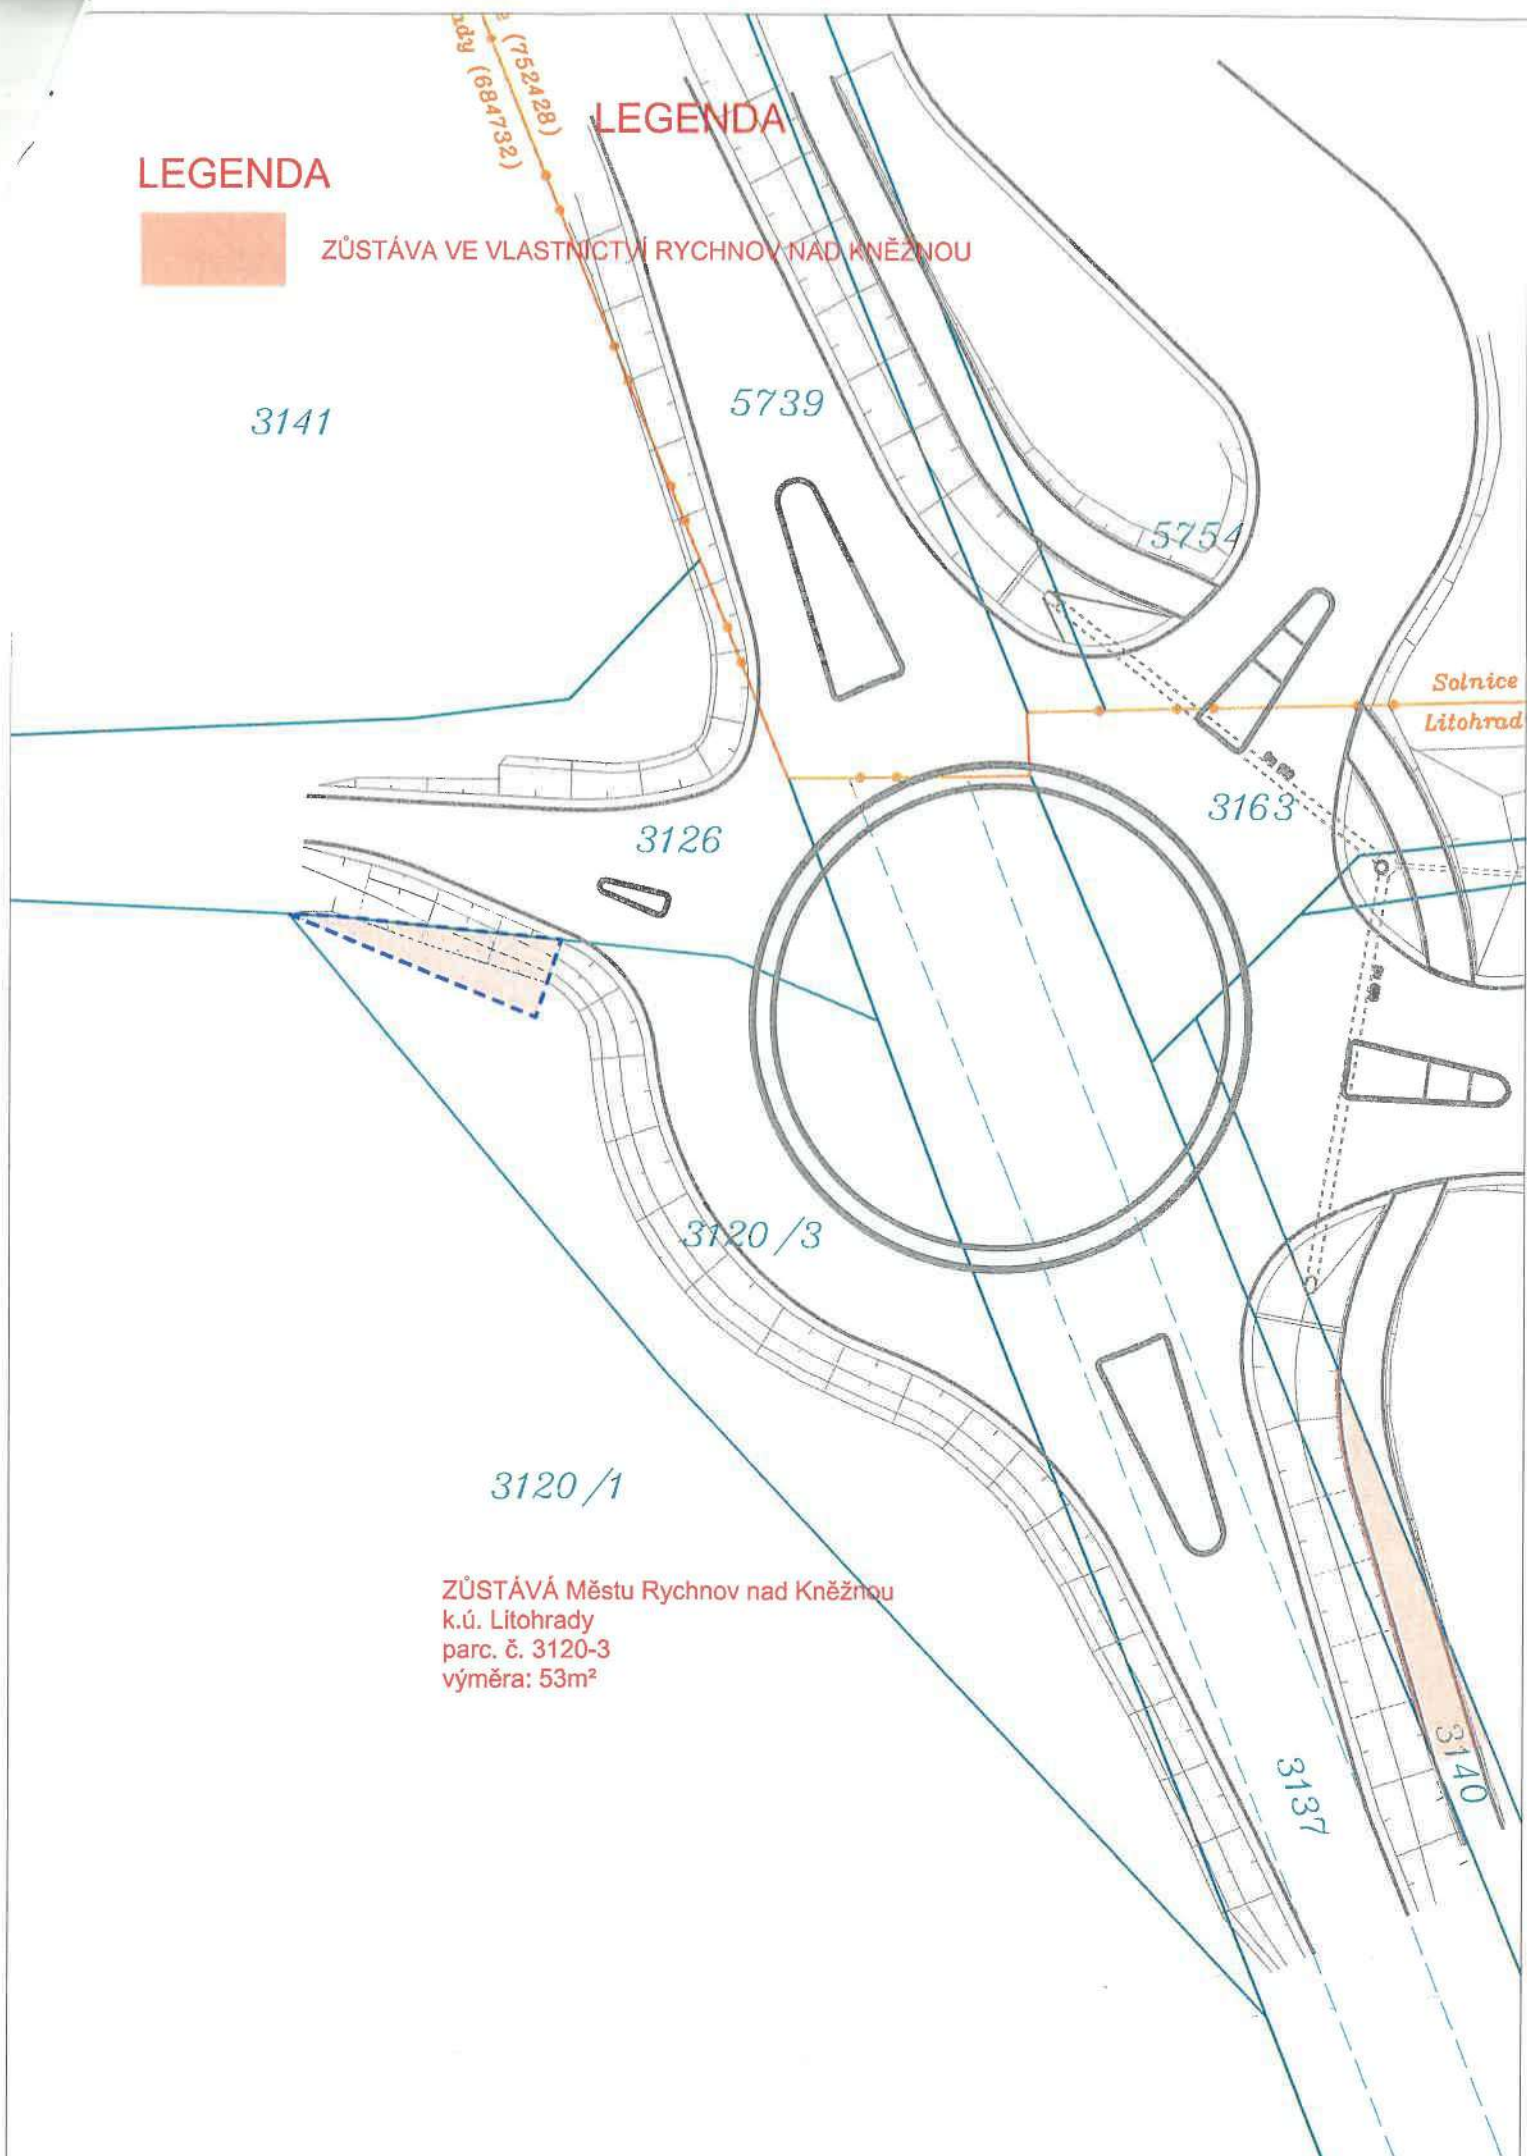 (752428)
(684732)
LEGENDA
LEGENDA
ZŮSTÁVA VE VLASTNICTVÍ RYCHNOV NAD KNĚŽNOU
3141
5739
5754
Solnice
Litohrad
3126
3163
3120/3
3120/1
ZŮSTÁVÁ Městu Rychnov nad Kněžnou
k.ú. Litohrady
parc. č. 3120-3
výměra: 53m²
3137
3140